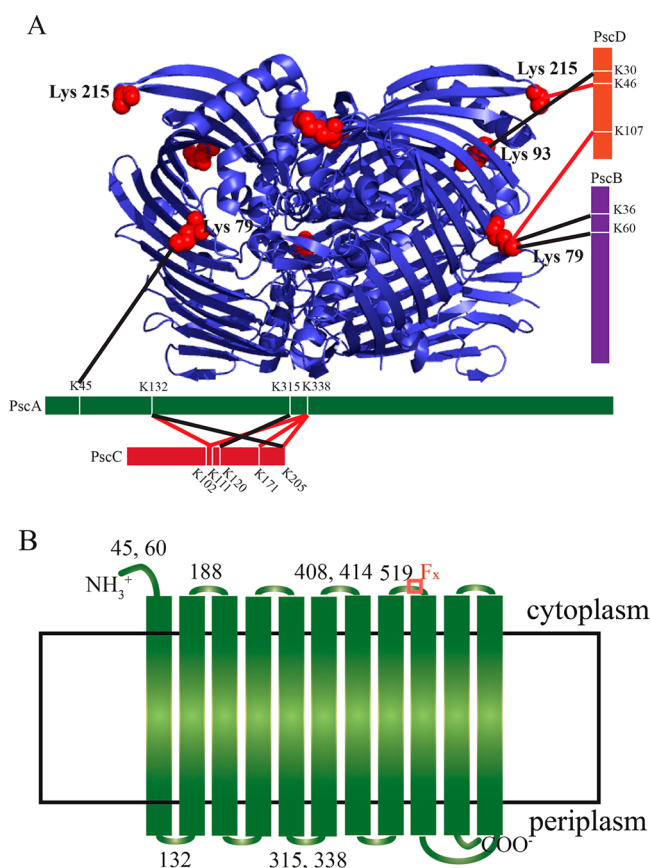 A
PscD
Lys 215
Lys 215
K30
K46
Lys 93
K107
PscB
Lys 79
K36
K60
Lys 79
K45
K132
K315
K338
PscA
PscC
K102
K111
K120
K171
K205
B
45, 60
188
408, 414
519
Fx
NH3+
cytoplasm
periplasm
COO-
132
315, 338